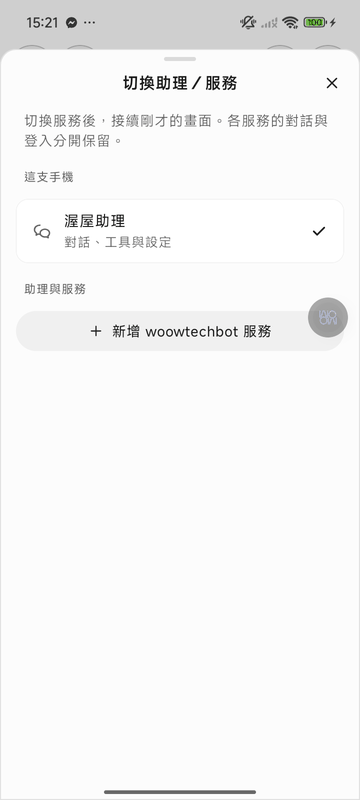 15:21
100
切換助理／服務
切換服務後，接續剛才的畫面。各服務的對話與
登入分開保留。
這支手機
渥屋助理
對話、工具與設定
助理與服務
新增 woowtechbot 服務